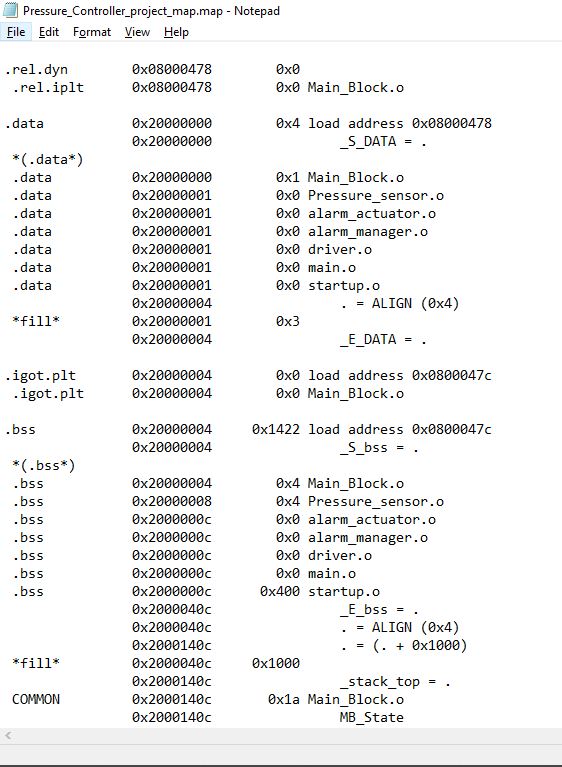 Pressure_Controller_project_map.map - Notepad
File Edit Format View Help
.rel.dyn 0x08000478 0x0
.rel.iplt 0x08000478 0x0 Main_Block.o
.data 0x20000000 0x4 load address 0x08000478
0x20000000 _S_DATA = .
*(.data*)
.data 0x20000000 0x1 Main_Block.o
.data 0x20000001 0x0 Pressure_sensor.o
.data 0x20000001 0x0 alarm_actuator.o
.data 0x20000001 0x0 alarm_manager.o
.data 0x20000001 0x0 driver.o
.data 0x20000001 0x0 main.o
.data 0x20000001 0x0 startup.o
0x20000004 . = ALIGN (0x4)
*fill* 0x20000001 0x3
0x20000004 _E_DATA = .
.igot.plt 0x20000004 0x0 load address 0x0800047c
.igot.plt 0x20000004 0x0 Main_Block.o
.bss 0x20000004 0x1422 load address 0x0800047c
0x20000004 _S_bss = .
*(.bss*)
.bss 0x20000004 0x4 Main_Block.o
.bss 0x20000008 0x4 Pressure_sensor.o
.bss 0x2000000c 0x0 alarm_actuator.o
.bss 0x2000000c 0x0 alarm_manager.o
.bss 0x2000000c 0x0 driver.o
.bss 0x2000000c 0x0 main.o
.bss 0x2000000c 0x400 startup.o
0x2000040c _E_bss = .
0x2000040c . = ALIGN (0x4)
0x2000140c . = (. + 0x1000)
*fill* 0x2000040c 0x1000
0x2000140c _stack_top = .
COMMON 0x2000140c 0x1a Main_Block.o
0x2000140c MB_State